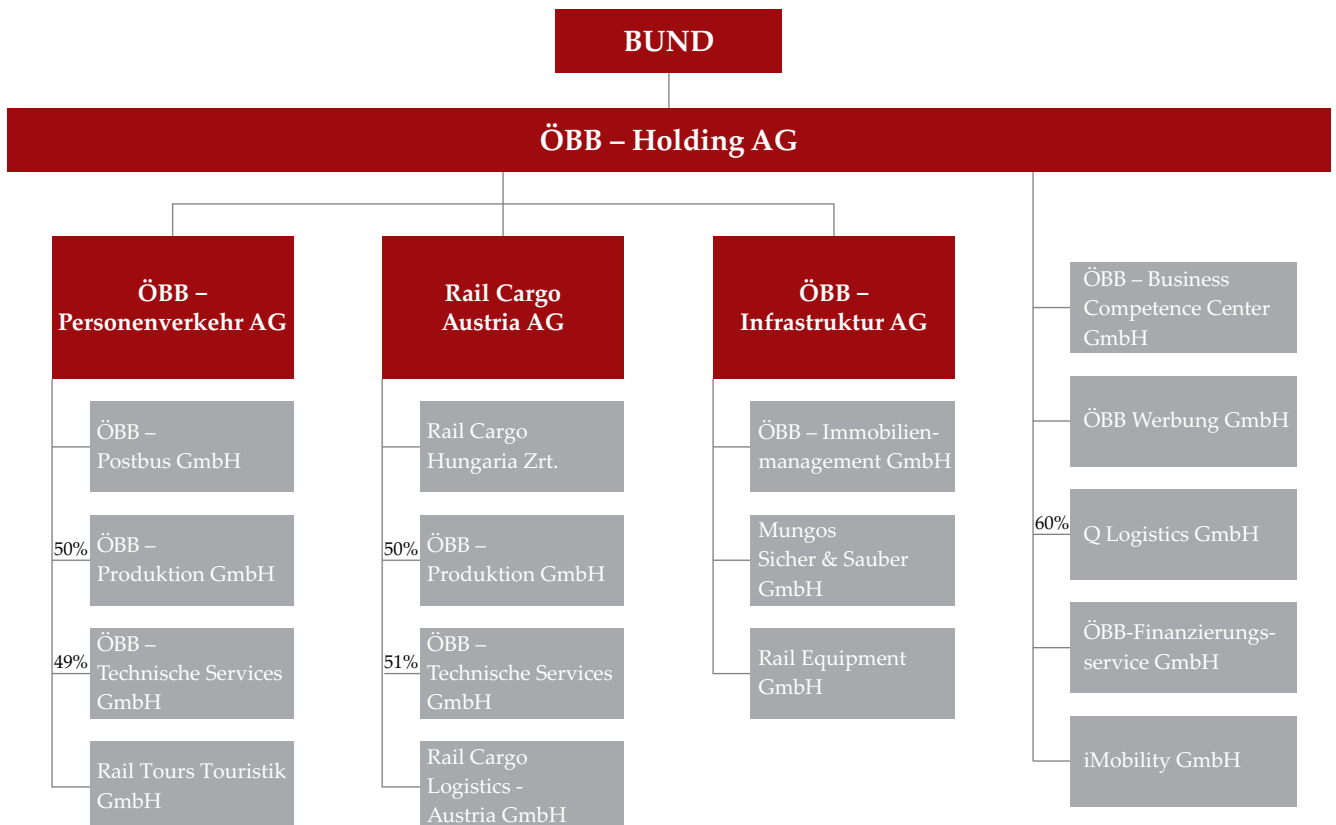 BUND
ÖBB – Holding AG
ÖBB –
Personenverkehr AG
ÖBB –
Postbus GmbH
50%
ÖBB –
Produktion GmbH
49%
ÖBB –
Technische Services
GmbH
Rail Tours Touristik
GmbH
Rail Cargo
Austria AG
Rail Cargo
Hungaria Zrt.
50%
ÖBB –
Produktion GmbH
51%
ÖBB –
Technische Services
GmbH
Rail Cargo
Logistics -
Austria GmbH
ÖBB –
Infrastruktur AG
ÖBB – Immobilien-
management GmbH
Mungos
Sicher & Sauber
GmbH
Rail Equipment
GmbH
ÖBB – Business
Competence Center
GmbH
ÖBB Werbung GmbH
60%
Q Logistics GmbH
ÖBB-Finanzierungs-
service GmbH
iMobility GmbH